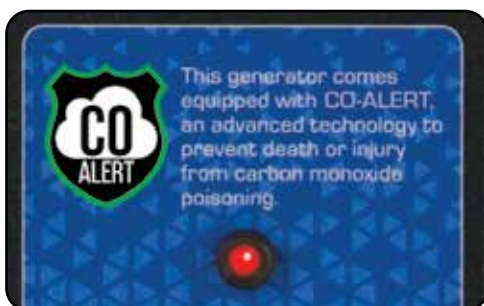 CO
ALERT
This generator comes
equipped with CO-ALERT,
an advanced technology to
prevent death or injury
from carbon monoxide
poisoning.